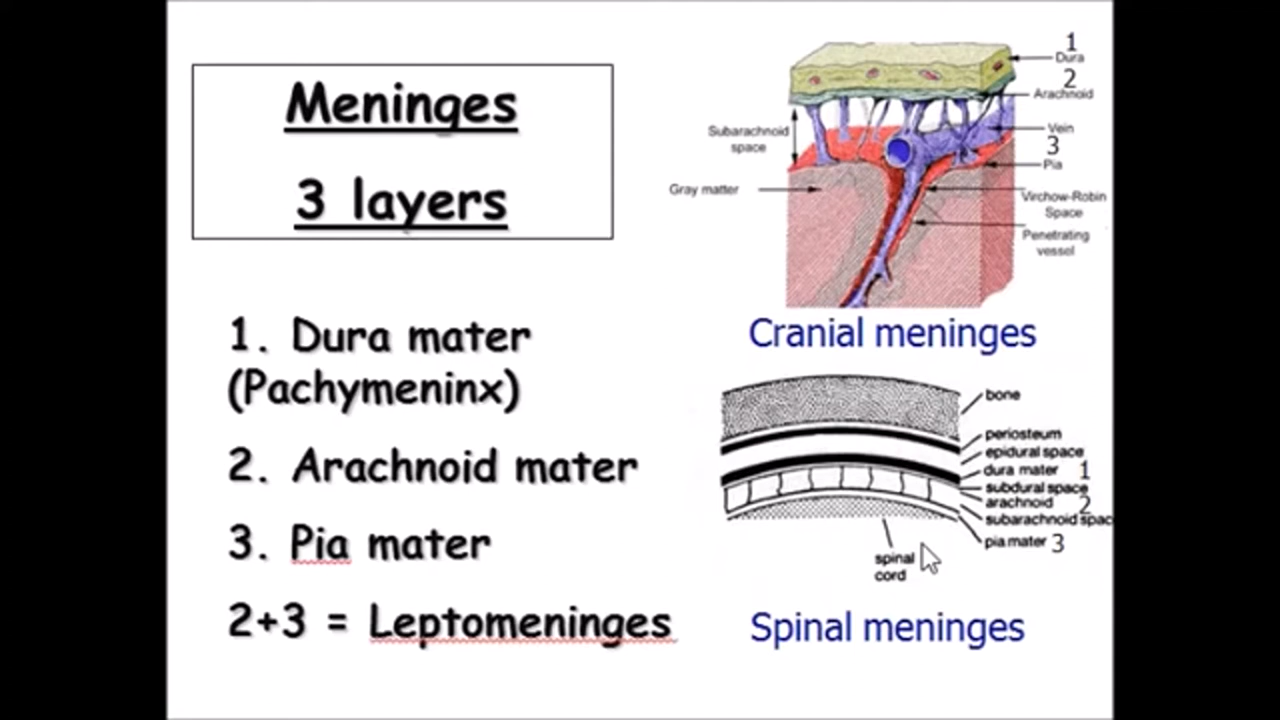 Meninges
3 layers
1. Dura mater
(Pachymeninx)
2. Arachnoid mater
3. Pia mater
2+3 = Leptomeninges
1
Dura
2
Arachnoid
Vein
3
Pia
Virchow-Robin
Space
Penetrating
vessel
Subarachnoid
space
Gray matter
Cranial meninges
bone
periosteum
epidural space
dura mater 1
subdural space
arachnoid 2
subarachnoid spac
pia mater 3
spinal
cord
Spinal meninges